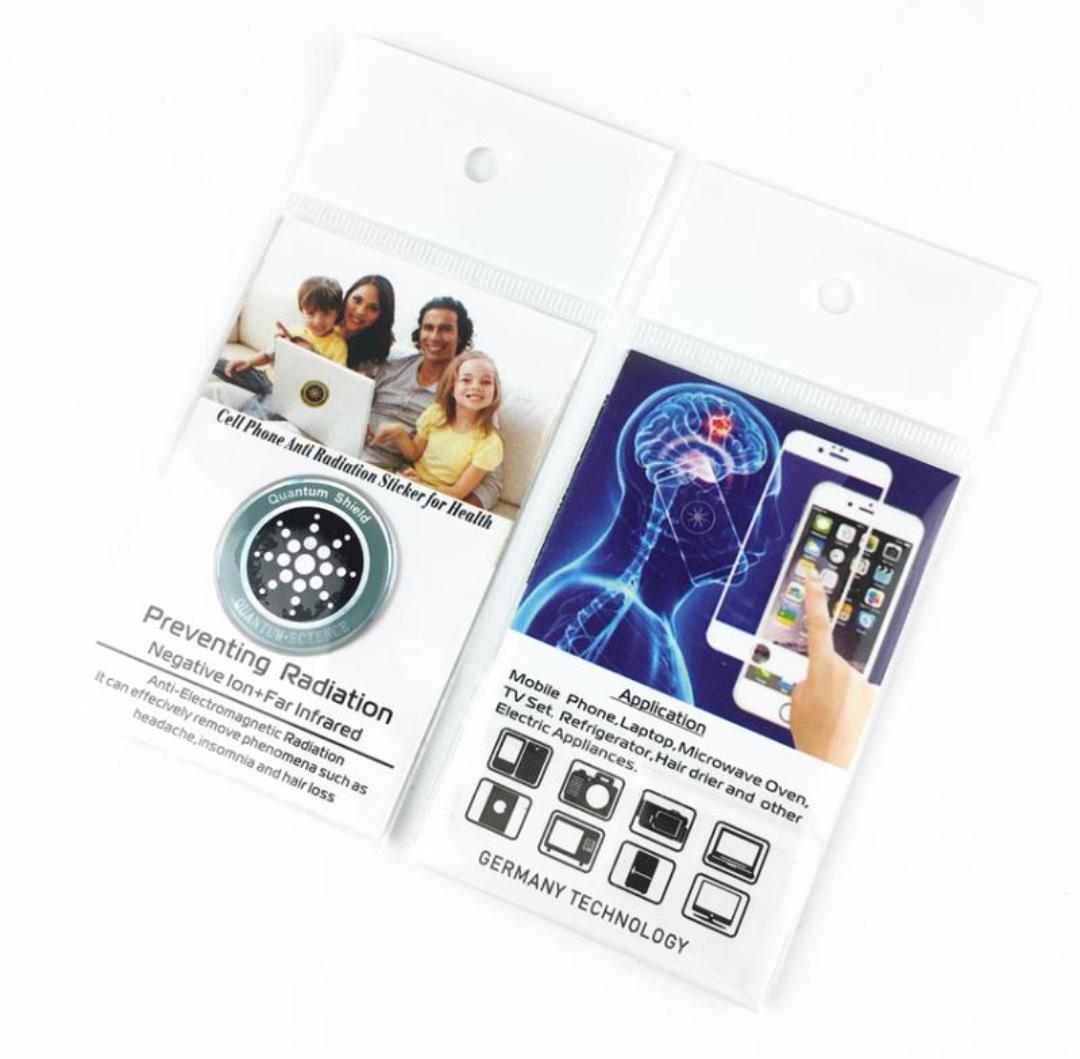 Cell Phone Anti Radiation Sticker for Health
Quantum Shield
QUANTUM·SCIENCE
Preventing Radiation
Negative Ion+Far Infrared
Anti-Electromagnetic Radiation
It can effecively remove phenomena such as
headache,insomnia and hair loss
Application
Mobile Phone,Laptop,Microwave Oven,
TV Set, Refrigerator,Hair drier and other
Electric Appliances.
GERMANY TECHNOLOGY